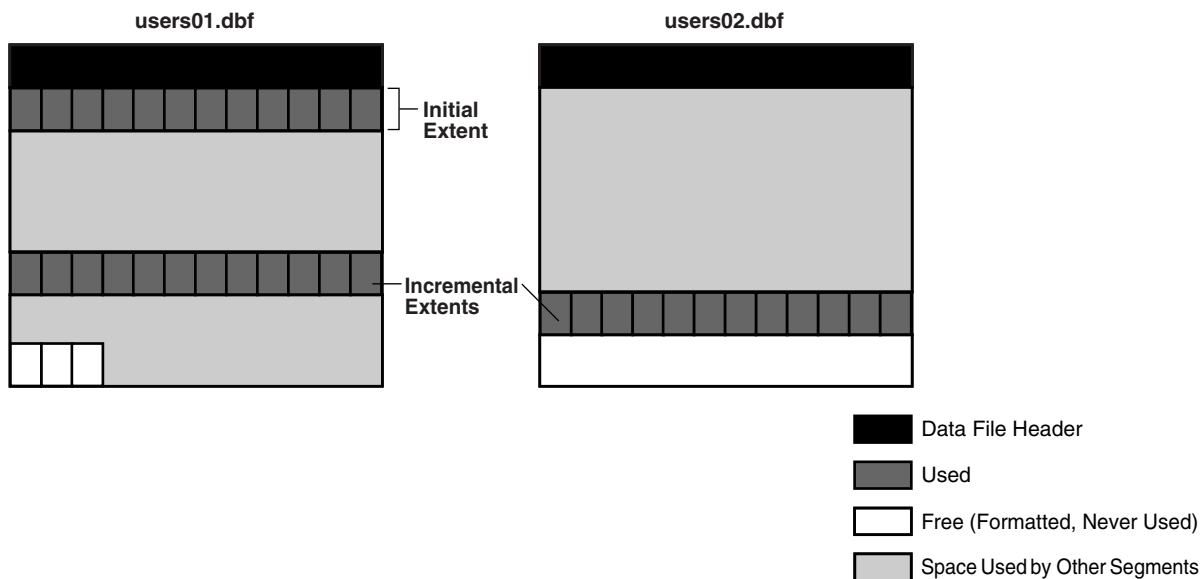 users01.dbf
users02.dbf
Initial
Extent
Incremental
Extents
Data File Header
Used
Free (Formatted, Never Used)
Space Used by Other Segments